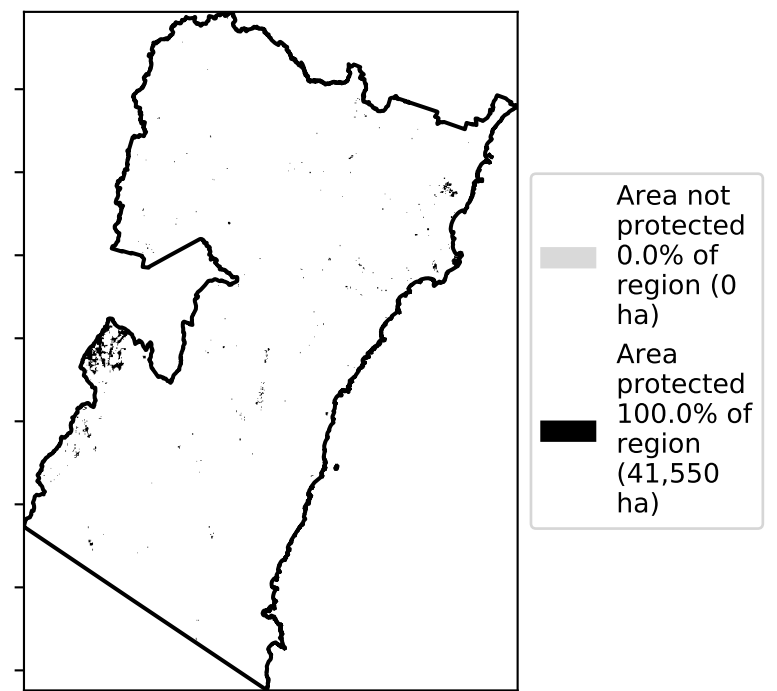 Area not
protected
0.0% of
region (0
ha)
Area
protected
100.0% of
region
(41,550
ha)